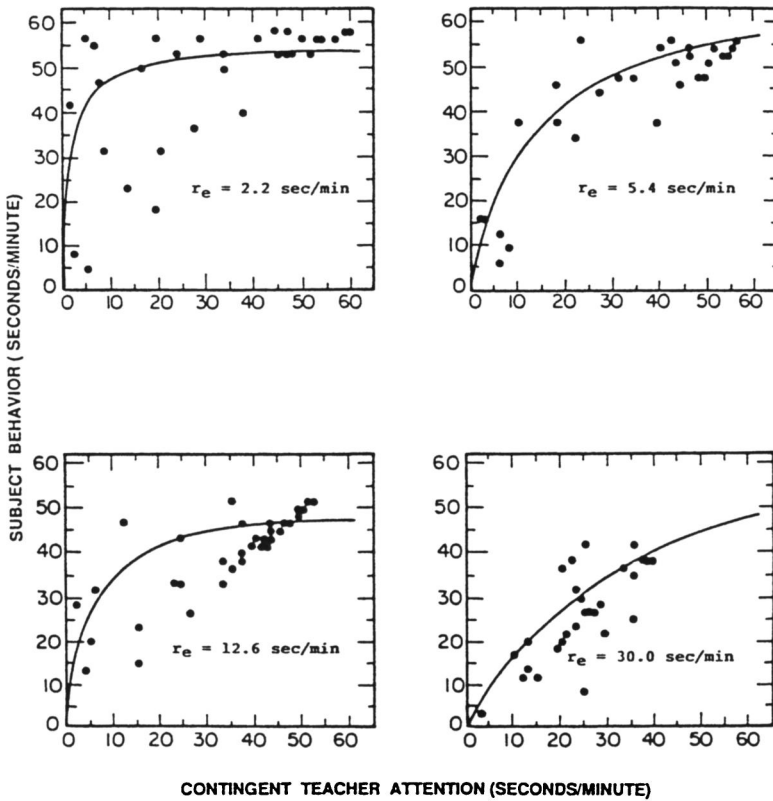 60
50
40
30
20
10
0
0 10 20 30 40 50 60
r_e = 2.2 sec/min
60
50
40
30
20
10
0
0 10 20 30 40 50 60
r_e = 5.4 sec/min
SUBJECT BEHAVIOR ( SECONDS/MINUTE)
60
50
40
30
20
10
0
0 10 20 30 40 50 60
r_e = 12.6 sec/min
60
50
40
30
20
10
0
0 10 20 30 40 50 60
r_e = 30.0 sec/min
CONTINGENT TEACHER ATTENTION (SECONDS/MINUTE)